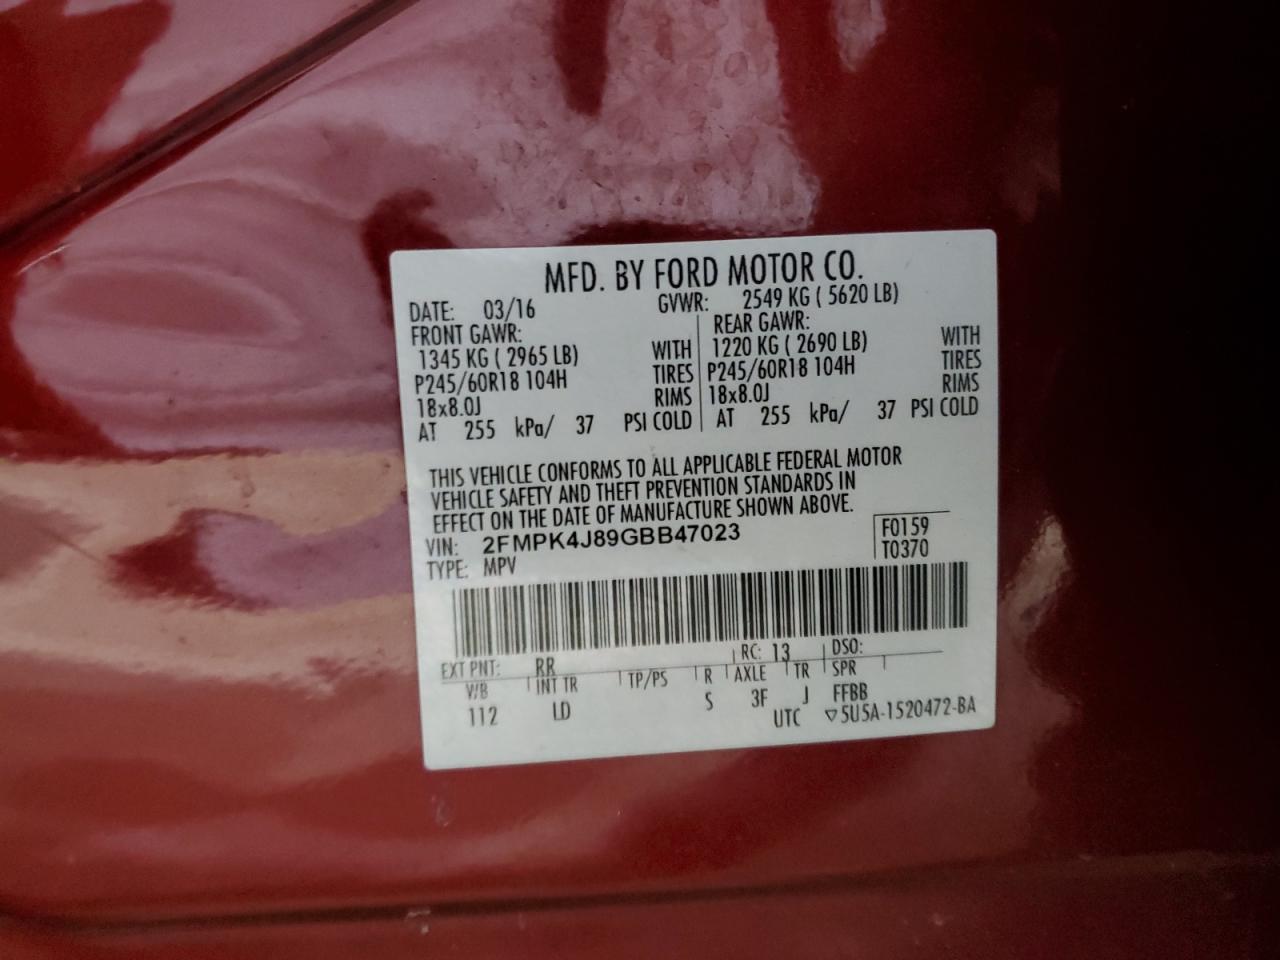 MFD. BY FORD MOTOR CO.
DATE: 03/16 GVWR: 2549 KG ( 5620 LB)
FRONT GAWR: REAR GAWR:
1345 KG ( 2965 LB) WITH 1220 KG ( 2690 LB) WITH
P245/60R18 104H TIRES P245/60R18 104H TIRES
18x8.0J RIMS 18x8.0J RIMS
AT 255 kPa/ 37 PSI COLD AT 255 kPa/ 37 PSI COLD
THIS VEHICLE CONFORMS TO ALL APPLICABLE FEDERAL MOTOR
VEHICLE SAFETY AND THEFT PREVENTION STANDARDS IN
EFFECT ON THE DATE OF MANUFACTURE SHOWN ABOVE.
VIN: 2FMPK4J89GBB47023 F0159
TYPE: MPV T0370
EXT PNT: RR RC: 13 DSO:
V/B INT TR TP/PS R AXLE TR SPR
112 LD S 3F J FFBB
UTC ▽5U5A-1520472-BA